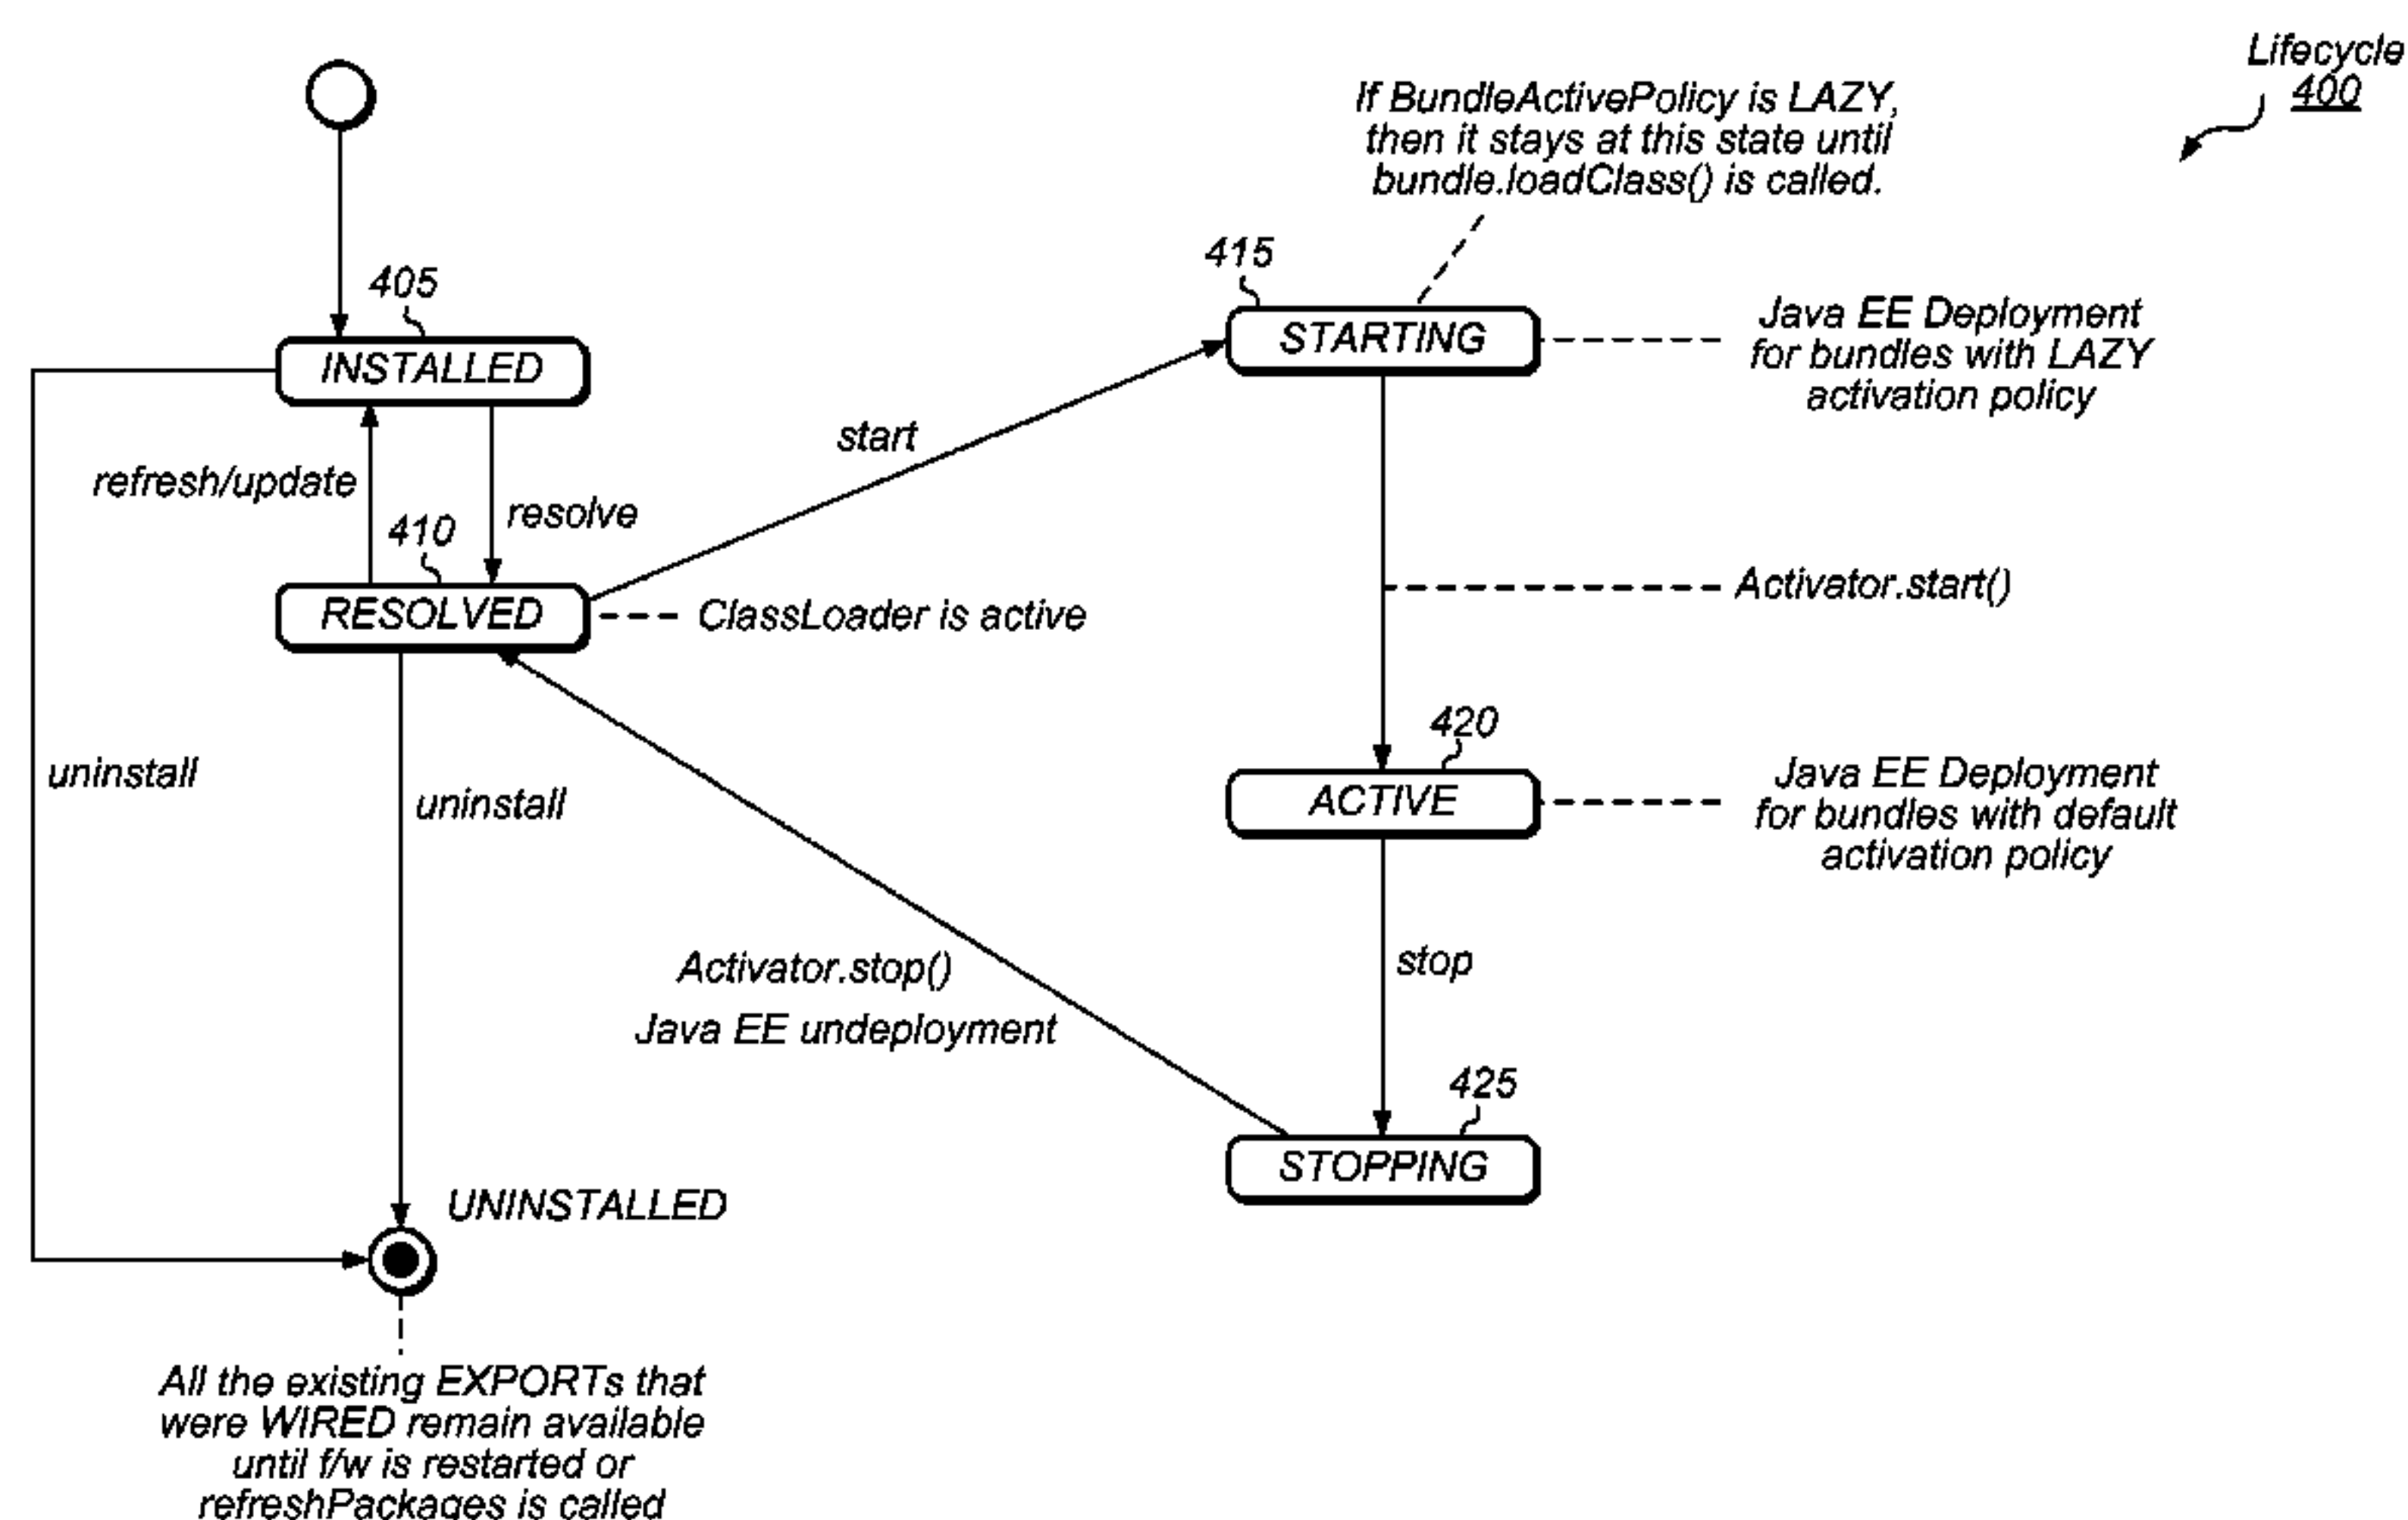 Lifecycle
400
If BundleActivePolicy is LAZY,
then it stays at this state until
bundle.loadClass() is called.
415
405
STARTING
Java EE Deployment
for bundles with LAZY
activation policy
INSTALLED
start
refresh/update
resolve
410
RESOLVED
ClassLoader is active
Activator.start()
420
uninstall
uninstall
ACTIVE
Java EE Deployment
for bundles with default
activation policy
Activator.stop()
Java EE undeployment
stop
425
STOPPING
UNINSTALLED
All the existing EXPORTs that
were WIRED remain available
until f/w is restarted or
refreshPackages is called